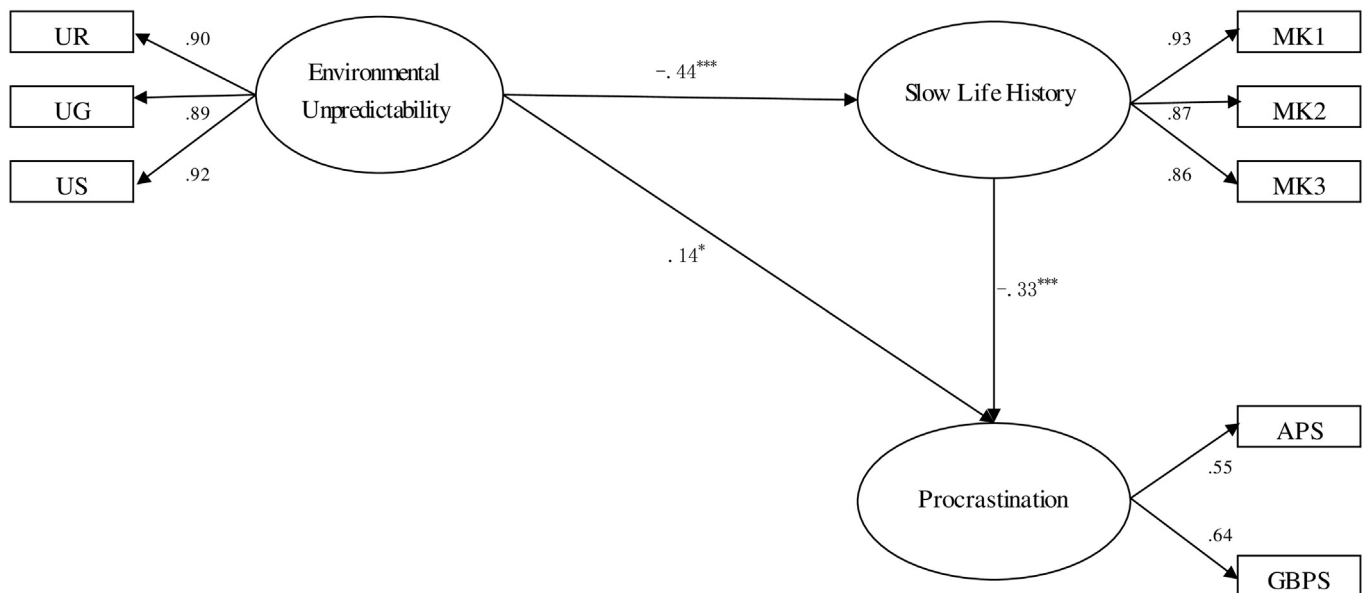 UR
.90
UG
.89
US
.92
Environmental
Unpredictability
-.44***
Slow Life History
.93
MK1
.87
MK2
.86
MK3
.14*
-.33***
Procrastination
.55
APS
.64
GBPS